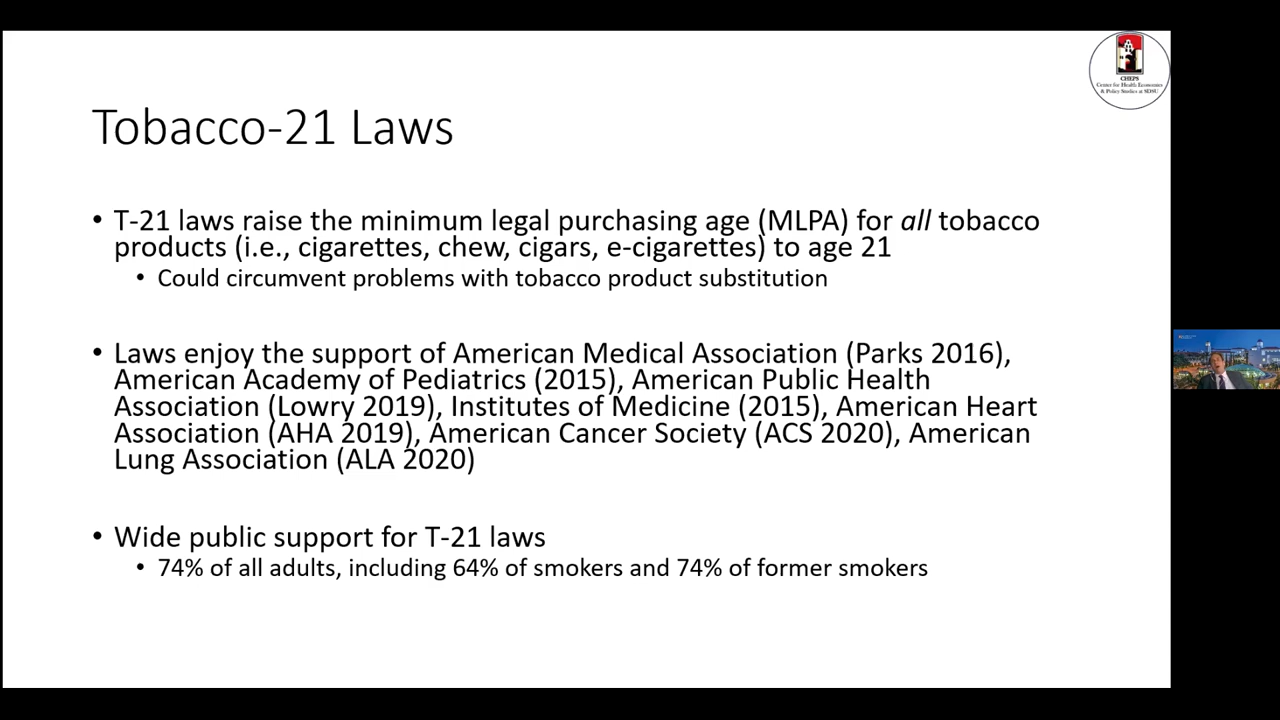 CHEPS
Center for Health Economics
& Policy Studies at SDSU
Tobacco-21 Laws
• T-21 laws raise the minimum legal purchasing age (MLPA) for all tobacco
products (i.e., cigarettes, chew, cigars, e-cigarettes) to age 21
• Could circumvent problems with tobacco product substitution
• Laws enjoy the support of American Medical Association (Parks 2016),
American Academy of Pediatrics (2015), American Public Health
Association (Lowry 2019), Institutes of Medicine (2015), American Heart
Association (AHA 2019), American Cancer Society (ACS 2020), American
Lung Association (ALA 2020)
• Wide public support for T-21 laws
• 74% of all adults, including 64% of smokers and 74% of former smokers